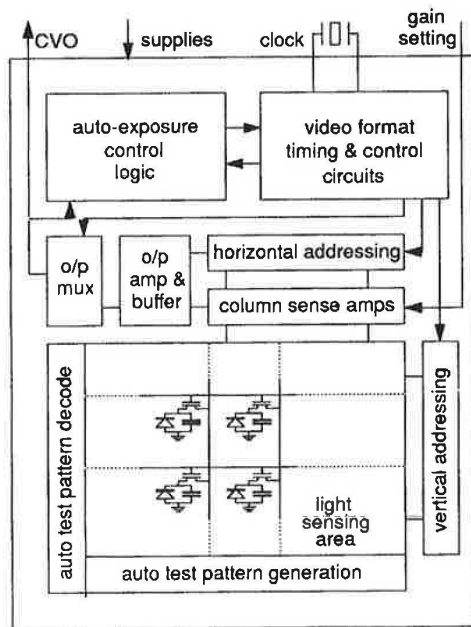 CVO
supplies
clock
gain
setting
auto-exposure
control
logic
video format
timing & control
circuits
o/p
mux
o/p
amp &
buffer
horizontal addressing
column sense amps
auto test pattern decode
light
sensing
area
vertical addressing
auto test pattern generation